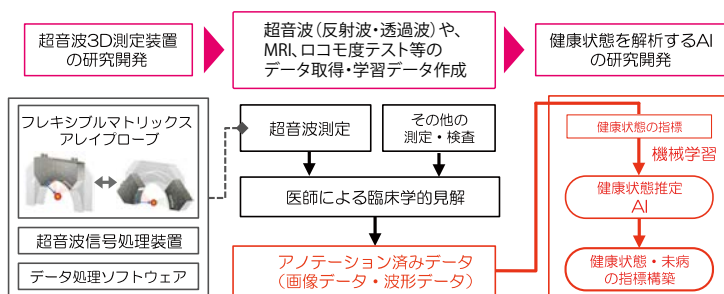 超音波3D測定装置
の研究開発
超音波（反射波・透過波）や、
MRI、ロコモ度テスト等の
データ取得・学習データ作成
健康状態を解析するAI
の研究開発
フレキシブルマトリックス
アレイプローブ
超音波信号処理装置
データ処理ソフトウェア
超音波測定
その他の
測定・検査
医師による臨床学的見解
アノテーション済みデータ
（画像データ・波形データ）
健康状態の指標
機械学習
健康状態推定
AI
健康状態・未病
の指標構築